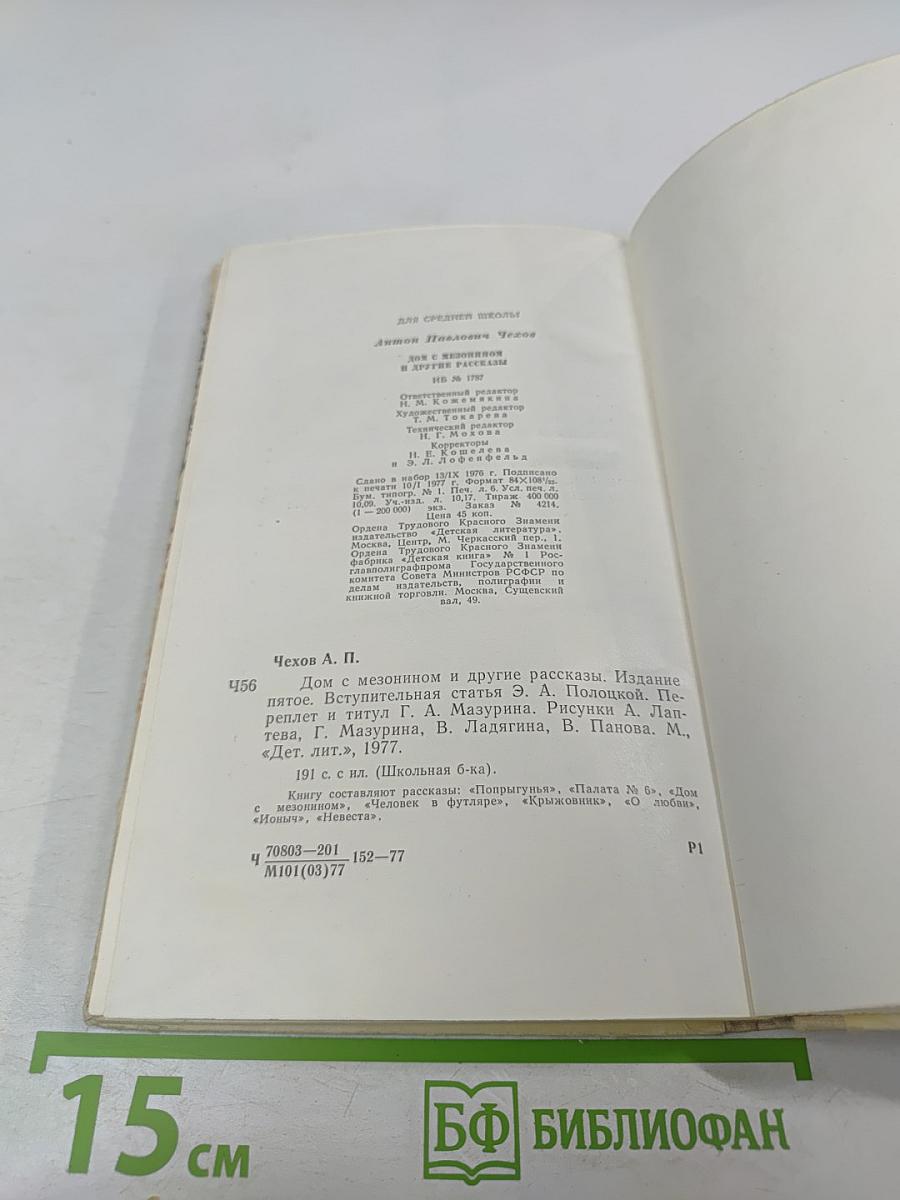 ДЛЯ СРЕДНЕЙ ШКОЛЫ
Антон Павлович Чехов
ДОМ С МЕЗОНИНОМ
И ДРУГИЕ РАССКАЗЫ
ИБ № 1787
Ответственный редактор
Н. М. Кожемякина
Художественный редактор
Т. М. Токарева
Технический редактор
Н. Г. Мохова
Корректоры
Н. Е. Кошелева
и Э. Л. Лофенфельд
Сдано в набор 13/IX 1976 г. Подписано
к печати 10/I 1977 г. Формат 84×108¹/₃₂.
Бум. типогр. № 1. Печ. л. 6. Усл. печ. л.
10,09. Уч.-изд. л. 10,17. Тираж 400 000
(1 — 200 000) экз. Заказ № 4214.
Цена 45 коп.
Ордена Трудового Красного Знамени
издательство «Детская литература».
Москва, Центр, М. Черкасский пер., 1.
Ордена Трудового Красного Знамени
фабрика «Детская книга» № 1 Рос-
главполиграфпрома Государственного
комитета Совета Министров РСФСР по
делам издательств, полиграфии и
книжной торговли. Москва, Сущевский
вал, 49.
Чехов А. П.
Ч56 Дом с мезонином и другие рассказы. Издание
пятое. Вступительная статья Э. А. Полоцкой. Пе-
реплет и титул Г. А. Мазурина. Рисунки А. Лап-
тева, Г. Мазурина, В. Ладягина, В. Панова. М.,
«Дет. лит.», 1977.
191 с. с ил. (Школьная б-ка).
Книгу составляют рассказы: «Попрыгунья», «Палата № 6», «Дом
с мезонином», «Человек в футляре», «Крыжовник», «О любви»,
«Ионыч», «Невеста».
70803—201
Ч 152—77 Р1
М101(03)77
15 см
БФ БИБЛИОФАН